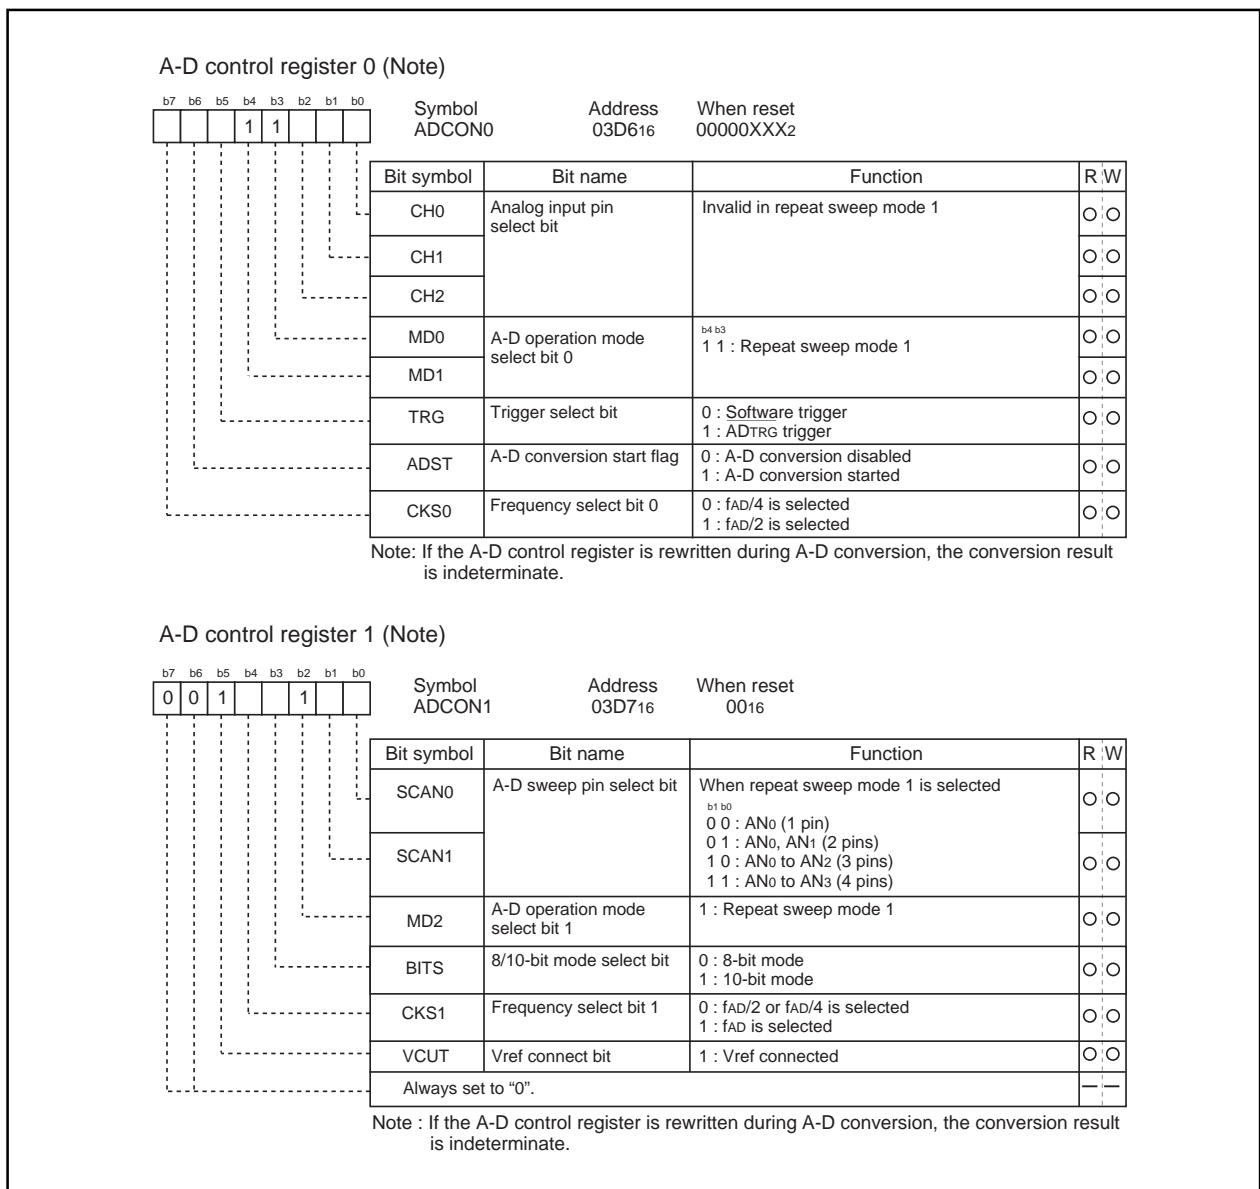 A-D control register 0 (Note)
b7 b6 b5 b4 b3 b2 b1 b0
1 1
Symbol Address When reset
ADCON0 03D616 00000XXX2
Bit symbol Bit name Function R W
CH0 Analog input pin select bit Invalid in repeat sweep mode 1
CH1
CH2
MD0 A-D operation mode select bit 0 b4 b3
1 1 : Repeat sweep mode 1
MD1
TRG Trigger select bit 0 : Software trigger
1 : ADTRG trigger
ADST A-D conversion start flag 0 : A-D conversion disabled
1 : A-D conversion started
CKS0 Frequency select bit 0 0 : fAD/4 is selected
1 : fAD/2 is selected
Note: If the A-D control register is rewritten during A-D conversion, the conversion result
is indeterminate.
A-D control register 1 (Note)
b7 b6 b5 b4 b3 b2 b1 b0
0 0 1 1
Symbol Address When reset
ADCON1 03D716 0016
Bit symbol Bit name Function R W
SCAN0 A-D sweep pin select bit When repeat sweep mode 1 is selected
b1 b0
0 0 : AN0 (1 pin)
0 1 : AN0, AN1 (2 pins)
SCAN1 1 0 : AN0 to AN2 (3 pins)
1 1 : AN0 to AN3 (4 pins)
MD2 A-D operation mode select bit 1 1 : Repeat sweep mode 1
BITS 8/10-bit mode select bit 0 : 8-bit mode
1 : 10-bit mode
CKS1 Frequency select bit 1 0 : fAD/2 or fAD/4 is selected
1 : fAD is selected
VCUT Vref connect bit 1 : Vref connected
Always set to “0”.
Note : If the A-D control register is rewritten during A-D conversion, the conversion result
is indeterminate.